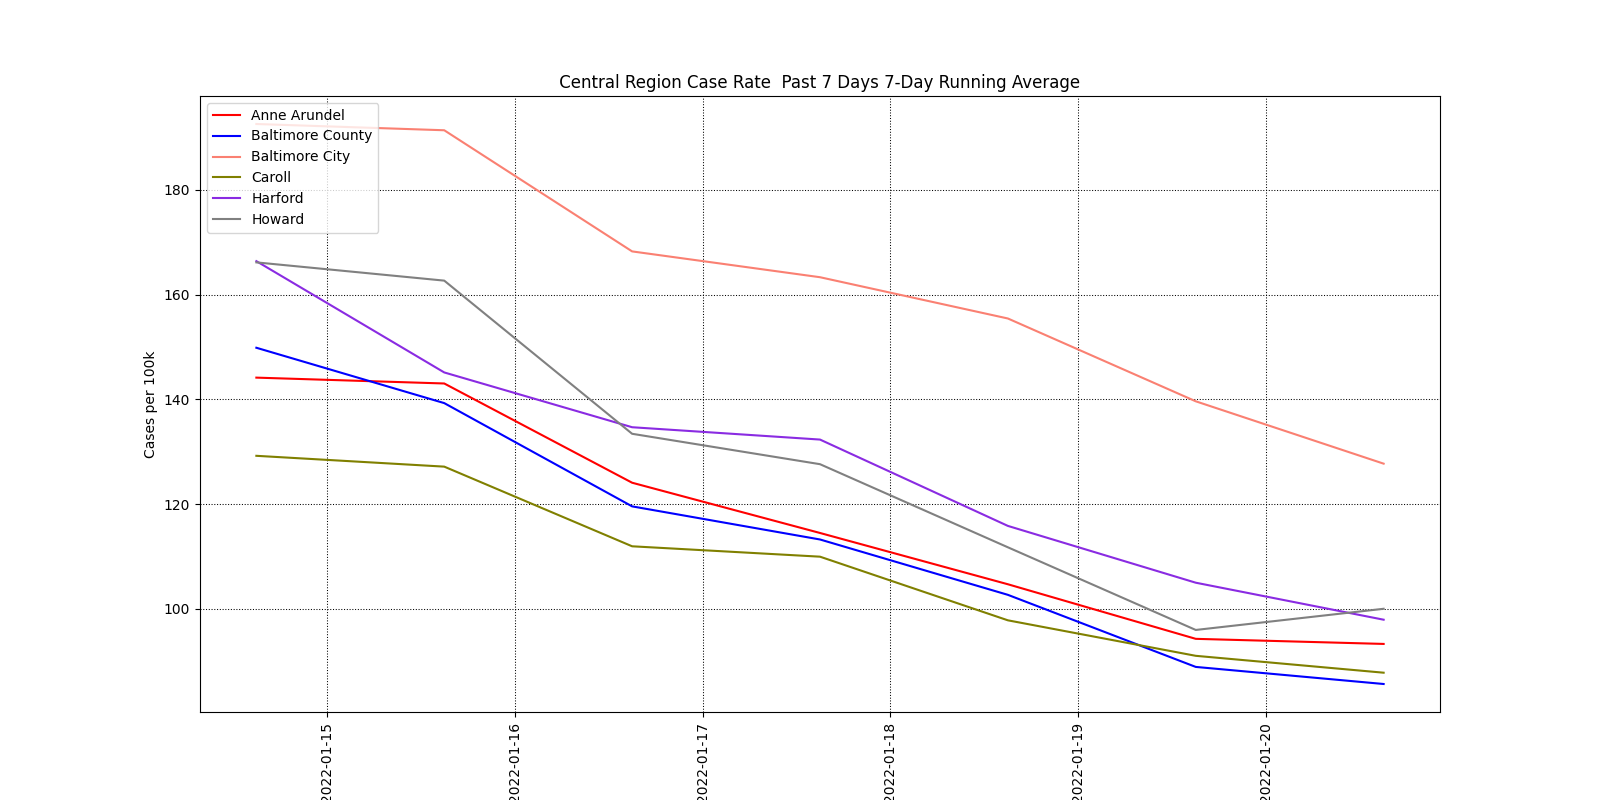 Central Region Case Rate  Past 7 Days 7-Day Running Average
Anne Arundel
Baltimore County
Baltimore City
Caroll
Harford
Howard
Cases per 100k
180
160
140
120
100
2022-01-15
2022-01-16
2022-01-17
2022-01-18
2022-01-19
2022-01-20